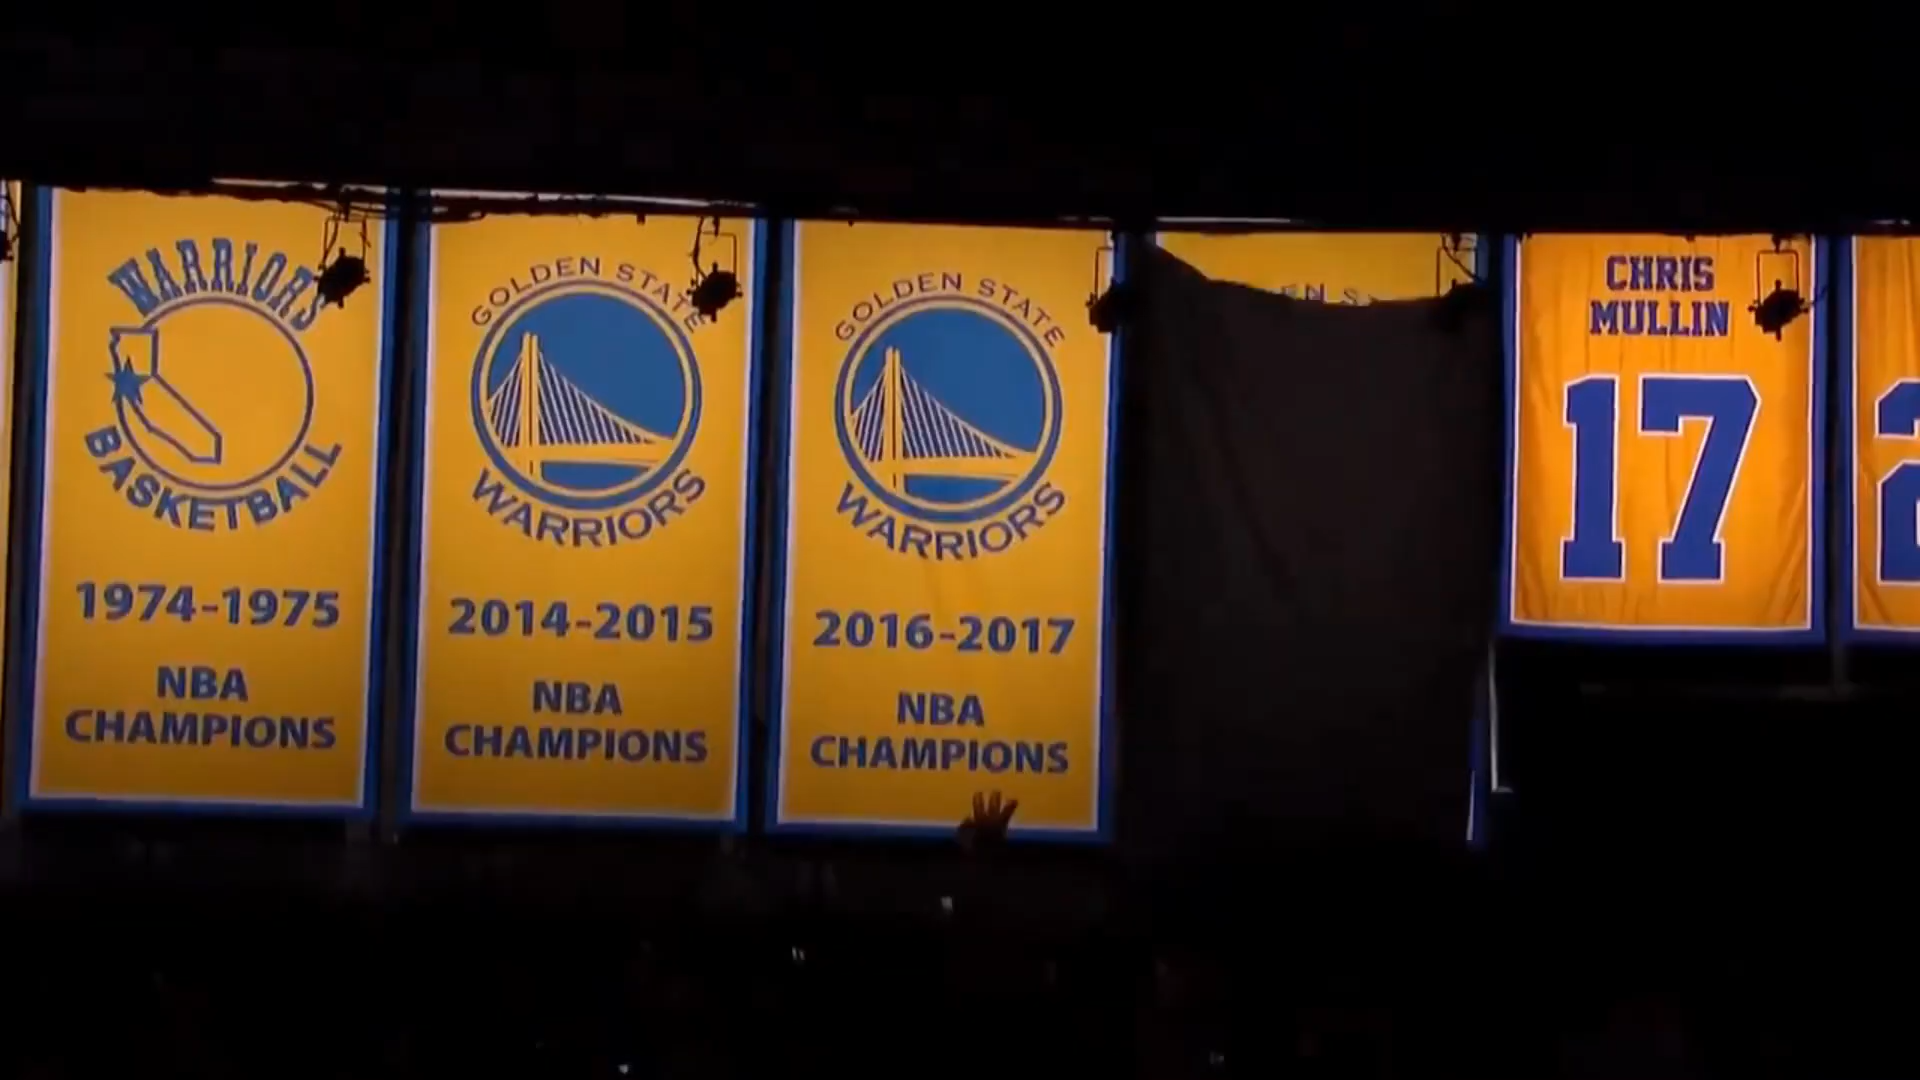 WARRIORS
BASKETBALL
1974-1975
NBA
CHAMPIONS
GOLDEN STATE
WARRIORS
2014-2015
NBA
CHAMPIONS
GOLDEN STATE
WARRIORS
2016-2017
NBA
CHAMPIONS
CHRIS
MULLIN
17
2